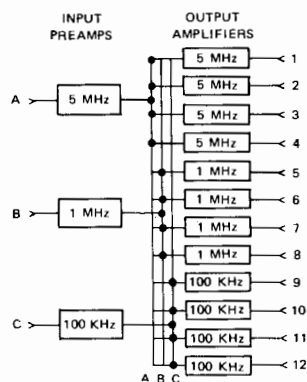 INPUT
PREAMPS
OUTPUT
AMPLIFIERS
A
5 MHz
B
1 MHz
C
100 KHz
5 MHz
1
5 MHz
2
5 MHz
3
5 MHz
4
1 MHz
5
1 MHz
6
1 MHz
7
1 MHz
8
100 KHz
9
100 KHz
10
100 KHz
11
100 KHz
12
A B C